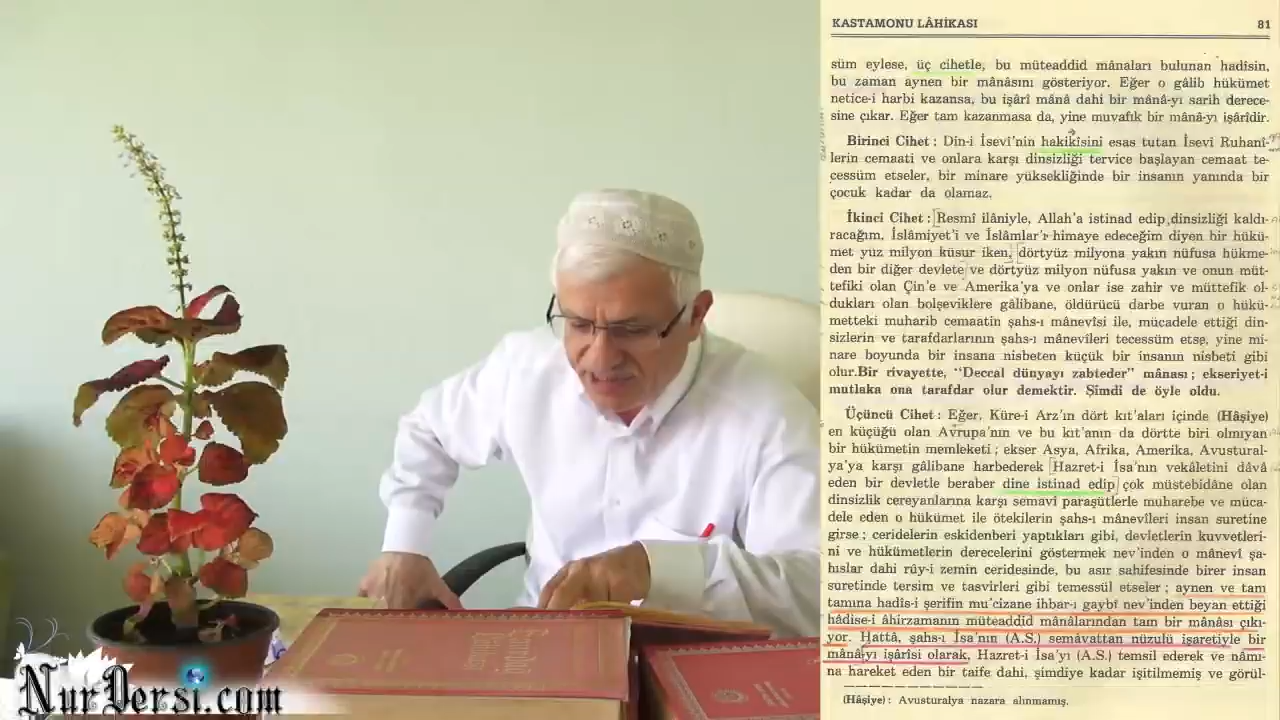 KASTAMONU LÂHİKASI 81
süm eylese, üç cihetle, bu müteaddid mânaları bulunan hadîsin,
bu zaman aynen bir mânâsını gösteriyor. Eğer o gâlib hükümet
netice-i harbi kazansa, bu işârî mânâ dahi bir mânâ-yı sarih derece-
sine çıkar. Eğer tam kazanmasa da, yine muvafık bir mânâ-yı işârîdir.
Birinci Cihet : Din-i İsevî'nin hakikîsini esas tutan İsevî Ruhanî-
lerin cemaati ve onlara karşı dinsizliği tervice başlayan cemaat te-
cessüm etseler, bir minare yüksekliğinde bir insanın yanında bir
çocuk kadar da olamaz.
İkinci Cihet : Resmî ilâniyle, Allah'a istinad edip dinsizliği kaldı-
racağım, İslâmiyet'i ve İslâmlar'ı himaye edeceğim diyen bir hükü-
met yuz milyon küsur iken, dörtyüz milyona yakın nüfusa hükme-
den bir diğer devlete ve dörtyüz milyon nüfusa yakın ve onun müt-
tefiki olan Çin'e ve Amerika'ya ve onlar ise zahir ve müttefik ol-
dukları olan bolşeviklere gâlibane, öldürücü darbe vuran o hükü-
metteki muharib cemaatin şahs-ı mânevîsi ile, mücadele ettiği din-
sizlerin ve tarafdarlarının şahs-ı mânevîleri tecessüm etse, yine mi-
nare boyunda bir insana nisbeten küçük bir insanın nisbeti gibi
olur. Bir rivayette, "Deccal dünyayı zabteder" mânası ; ekseriyet-i
mutlaka ona tarafdar olur demektir. Şimdi de öyle oldu.
Üçüncü Cihet : Eğer, Küre-i Arz'ın dört kıt'aları içinde (Hâşiye)
en küçüğü olan Avrupa'nın ve bu kıt'anın da dörtte biri olmıyan
bir hükümetin memleketi ; ekser Asya, Afrika, Amerika, Avustural-
ya'ya karşı gâlibane harbederek Hazret-i İsa'nın vekâletini dâvâ
eden bir devletle beraber dine istinad edip çok müstebidâne olan
dinsizlik cereyanlarına karşı semavî paraşütlerle muharebe ve müca-
dele eden o hükümet ile ötekilerin şahs-ı mânevîleri insan suretine
girse ; ceridelerin eskidenberi yaptıkları gibi, devletlerin kuvvetleri-
ni ve hükümetlerin derecelerini göstermek nev'inden o mânevî şa-
hıslar dahi rûy-i zemin ceridesinde, bu asır sahifesinde birer insan
suretinde tersim ve tasvirleri gibi temessül etseler ; aynen ve tam
tamına hadîs-i şerifin mu'cizane ihbar-ı gaybî nev'inden beyan ettiği
hâdise-i âhirzamanın müteaddid mânâlarından tam bir mânâsı çıkı-
yor. Hattâ, şahs-ı İsa'nın (A.S.) semâvattan nüzulü işaretiyle bir
mânâ-yı işârîsi olarak, Hazret-i İsa'yı (A.S.) temsil ederek ve nâmı-
na hareket eden bir taife dahi, şimdiye kadar işitilmemiş ve görül-
(Hâşiye) : Avusturalya nazara alınmamış.
NurDersi.com